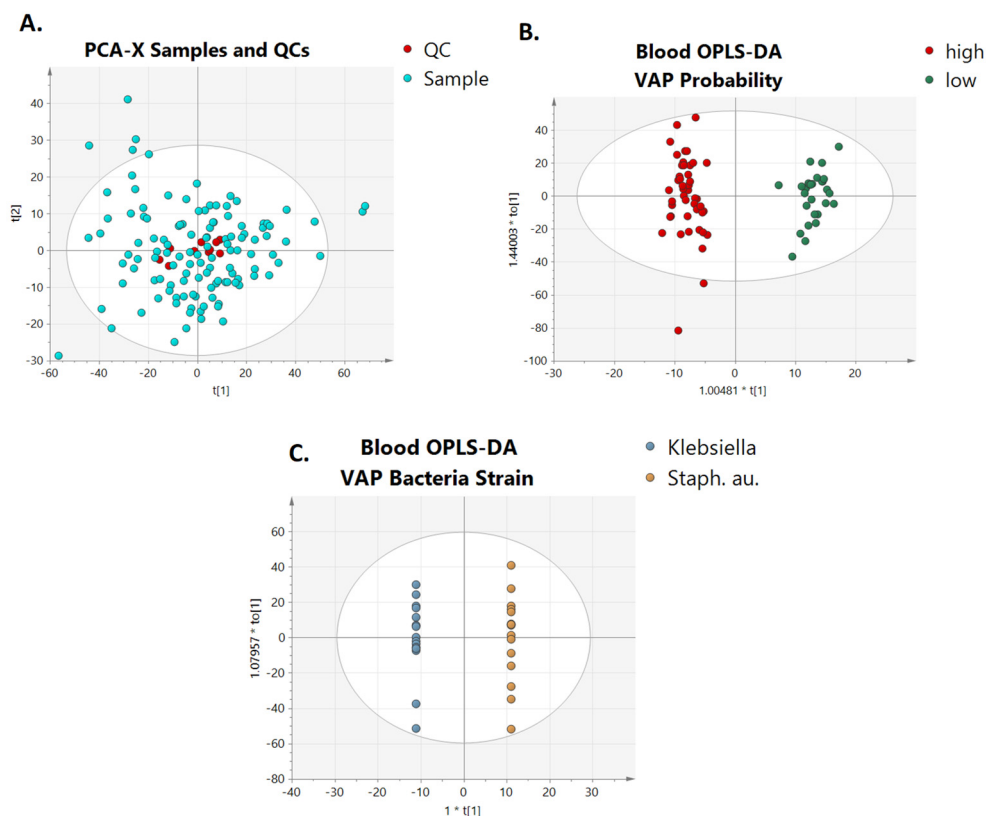 A.
PCA-X Samples and QCs
QC
Sample
40
30
20
10
0
-10
-20
-30
t[2]
-60 -40 -20 0 20 40 60
t[1]
B.
Blood OPLS-DA
VAP Probability
high
low
40
20
0
-20
-40
-60
-80
-100
1.44003 * to[1]
-30 -20 -10 0 10 20
1.00481 * t[1]
C.
Blood OPLS-DA
VAP Bacteria Strain
Klebsiella
Staph. au.
60
40
20
0
-20
-40
-60
-80
1.07957 * to[1]
-40 -30 -20 -10 0 10 20 30
1 * t[1]